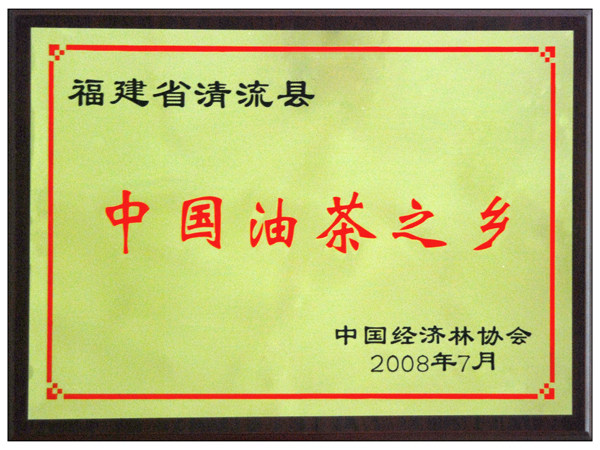 福建省清流县
中国油茶之乡
中国经济林协会
2008年7月